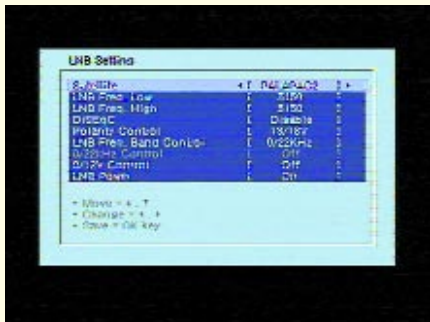 LNB Setting
Satellite [ PALAPAC2 ]
LNB Freq. Low [ 5150 ]
LNB Freq. High [ 5150 ]
DiSEqC [ Disable ]
Polarity Control [ 13/18V ]
LNB Freq. Band Control [ 0/22KHz ]
0/22KHz Control [ Off ]
0/12V Control [ Off ]
LNB Power [ On ]
Move =
Change =
Save = OK key